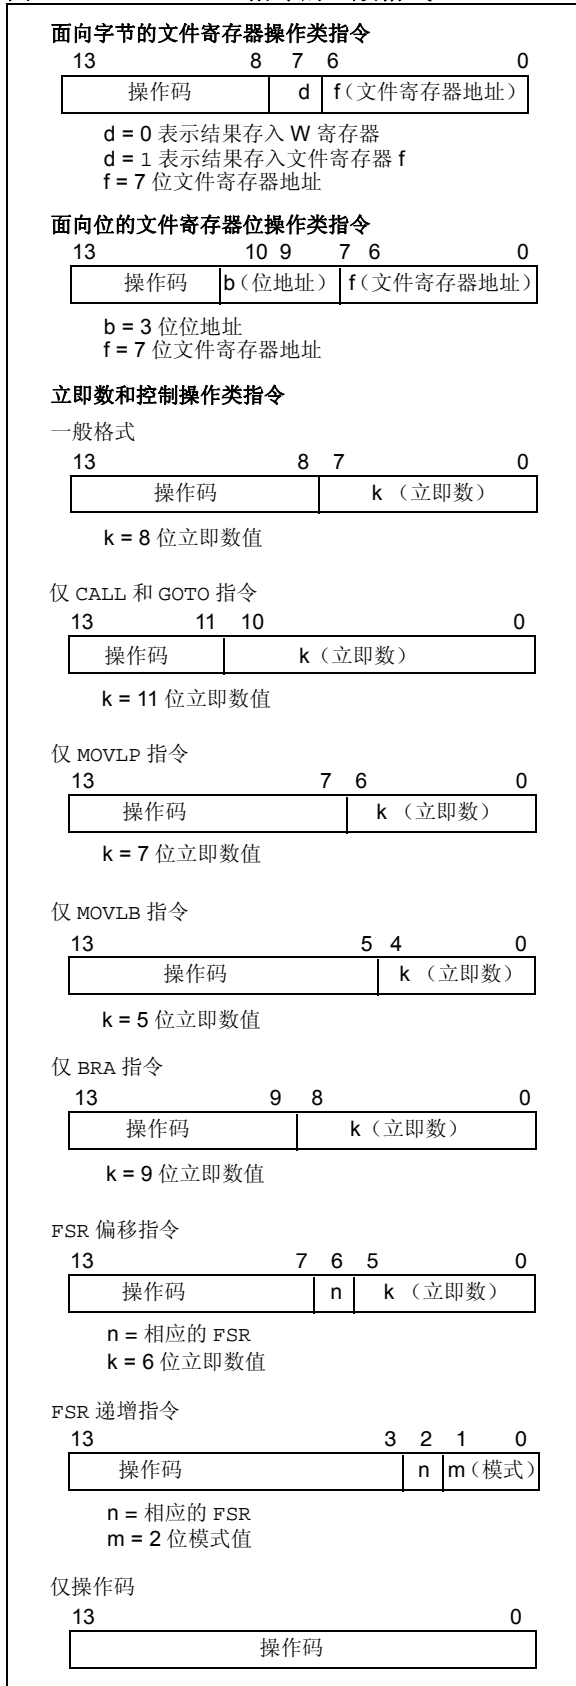 面向字节的文件寄存器操作类指令
13 8 7 6 0
操作码 d f（文件寄存器地址）
d = 0 表示结果存入 W 寄存器
d = 1 表示结果存入文件寄存器 f
f = 7 位文件寄存器地址
面向位的文件寄存器位操作类指令
13 10 9 7 6 0
操作码 b（位地址） f（文件寄存器地址）
b = 3 位位地址
f = 7 位文件寄存器地址
立即数和控制操作类指令
一般格式
13 8 7 0
操作码 k （立即数）
k = 8 位立即数值
仅 CALL 和 GOTO 指令
13 11 10 0
操作码 k（立即数）
k = 11 位立即数值
仅 MOVLP 指令
13 7 6 0
操作码 k （立即数）
k = 7 位立即数值
仅 MOVLB 指令
13 5 4 0
操作码 k （立即数）
k = 5 位立即数值
仅 BRA 指令
13 9 8 0
操作码 k（立即数）
k = 9 位立即数值
FSR 偏移指令
13 7 6 5 0
操作码 n k （立即数）
n = 相应的 FSR
k = 6 位立即数值
FSR 递增指令
13 3 2 1 0
操作码 n m（模式）
n = 相应的 FSR
m = 2 位模式值
仅操作码
13 0
操作码